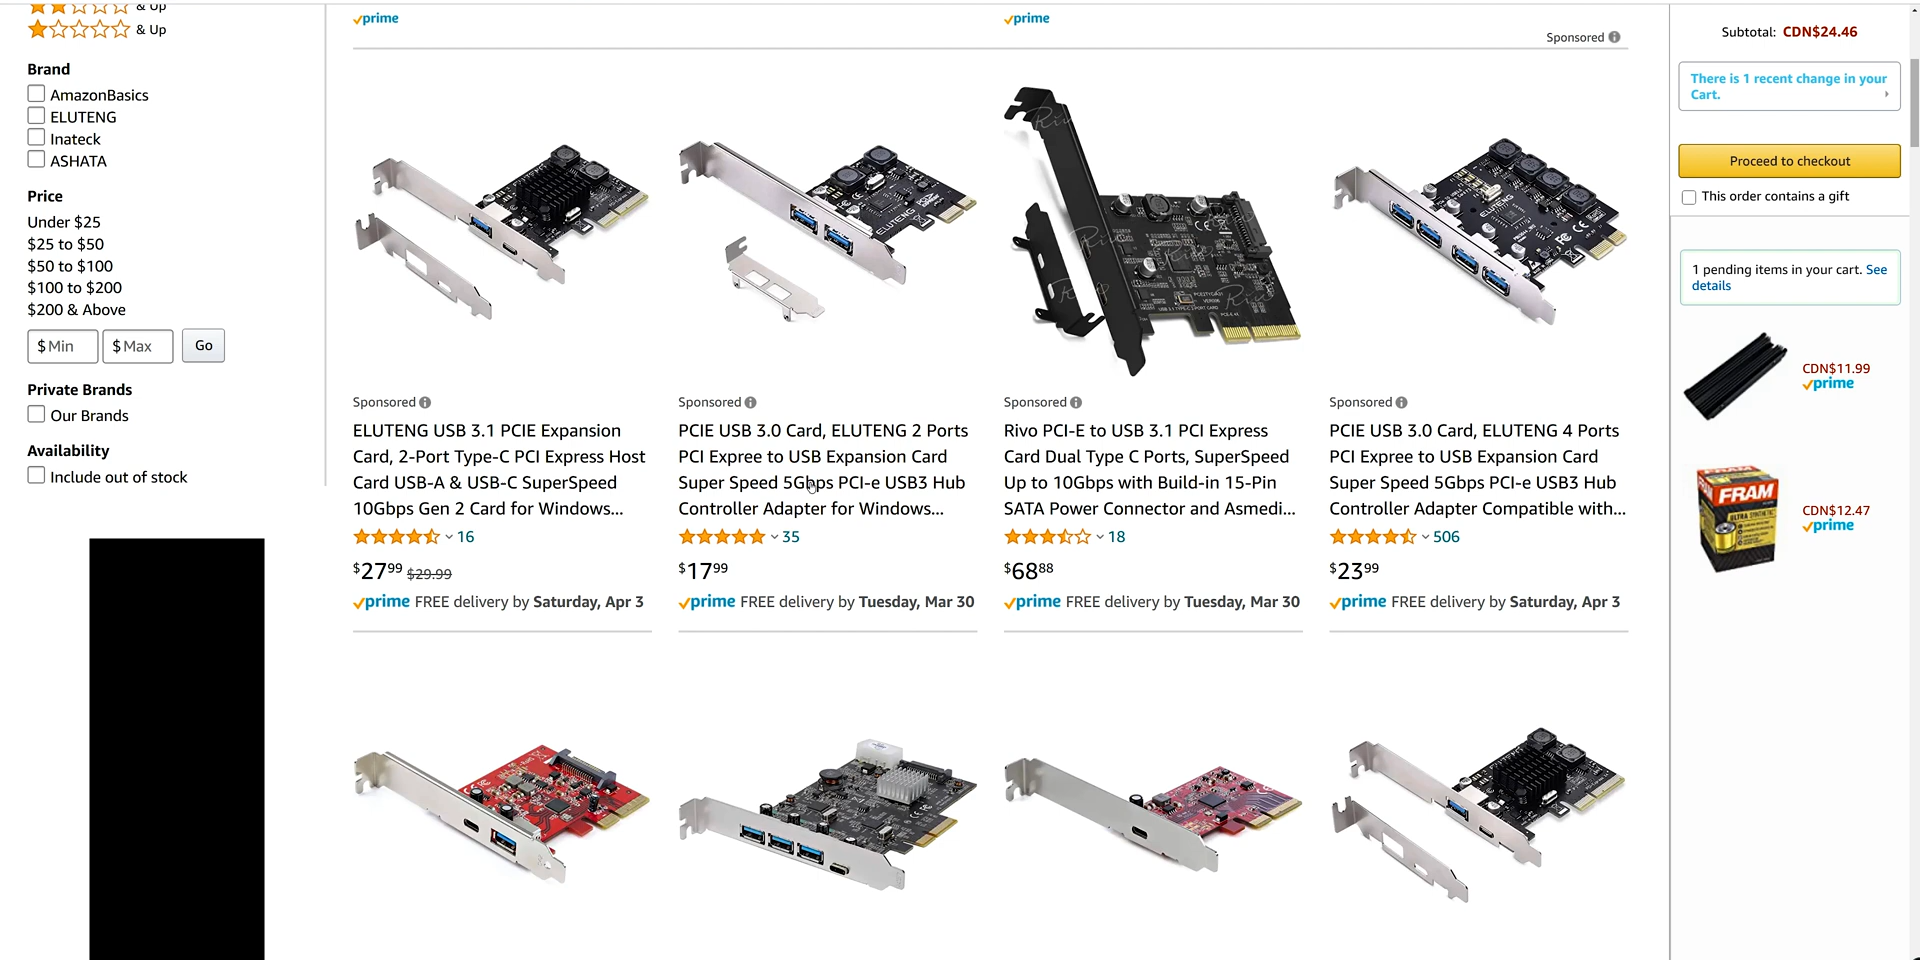 & Up
& Up
Brand
AmazonBasics
ELUTENG
Inateck
ASHATA
Price
Under $25
$25 to $50
$50 to $100
$100 to $200
$200 & Above
$ Min
$ Max
Go
Private Brands
Our Brands
Availability
Include out of stock
prime
prime
Sponsored
Sponsored
ELUTENG USB 3.1 PCIE Expansion
Card, 2-Port Type-C PCI Express Host
Card USB-A & USB-C SuperSpeed
10Gbps Gen 2 Card for Windows...
16
$27 99 $29.99
prime FREE delivery by Saturday, Apr 3
ELUTENG
Sponsored
PCIE USB 3.0 Card, ELUTENG 2 Ports
PCI Expree to USB Expansion Card
Super Speed 5Gbps PCI-e USB3 Hub
Controller Adapter for Windows...
35
$17 99
prime FREE delivery by Tuesday, Mar 30
Sponsored
Rivo PCI-E to USB 3.1 PCI Express
Card Dual Type C Ports, SuperSpeed
Up to 10Gbps with Build-in 15-Pin
SATA Power Connector and Asmedi...
18
$68 88
prime FREE delivery by Tuesday, Mar 30
ELUTENG
Sponsored
PCIE USB 3.0 Card, ELUTENG 4 Ports
PCI Expree to USB Expansion Card
Super Speed 5Gbps PCI-e USB3 Hub
Controller Adapter Compatible with...
506
$23 99
prime FREE delivery by Saturday, Apr 3
Subtotal: CDN$24.46
There is 1 recent change in your
Cart.
Proceed to checkout
This order contains a gift
1 pending items in your cart. See
details
CDN$11.99
prime
FRAM
CDN$12.47
prime